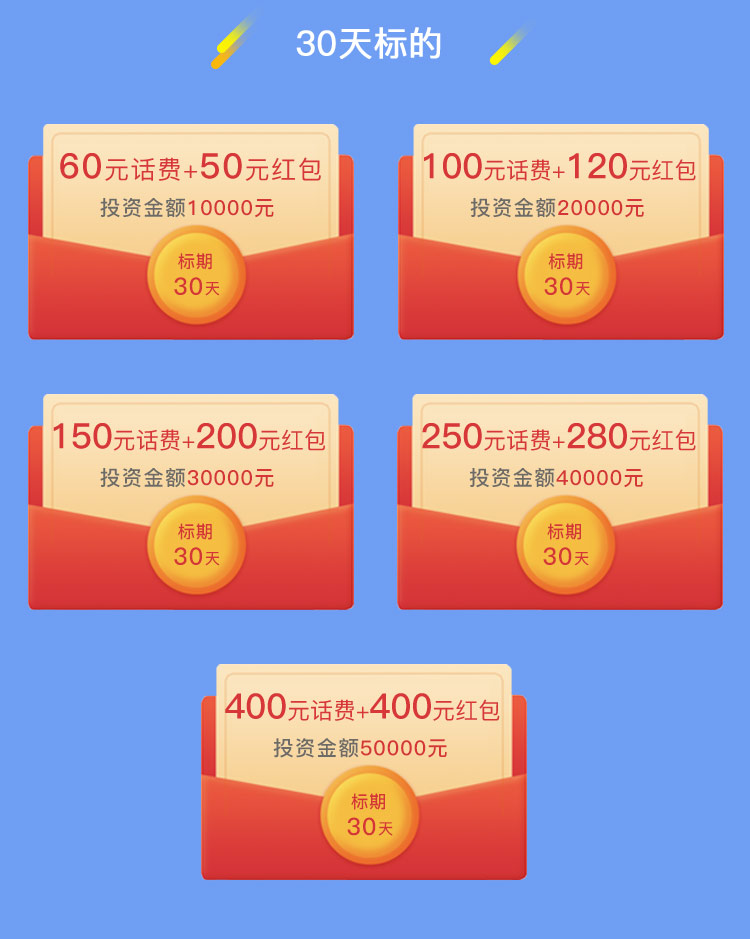 30天标的
60元话费+50元红包
投资金额10000元
标期
30天
100元话费+120元红包
投资金额20000元
标期
30天
150元话费+200元红包
投资金额30000元
标期
30天
250元话费+280元红包
投资金额40000元
标期
30天
400元话费+400元红包
投资金额50000元
标期
30天